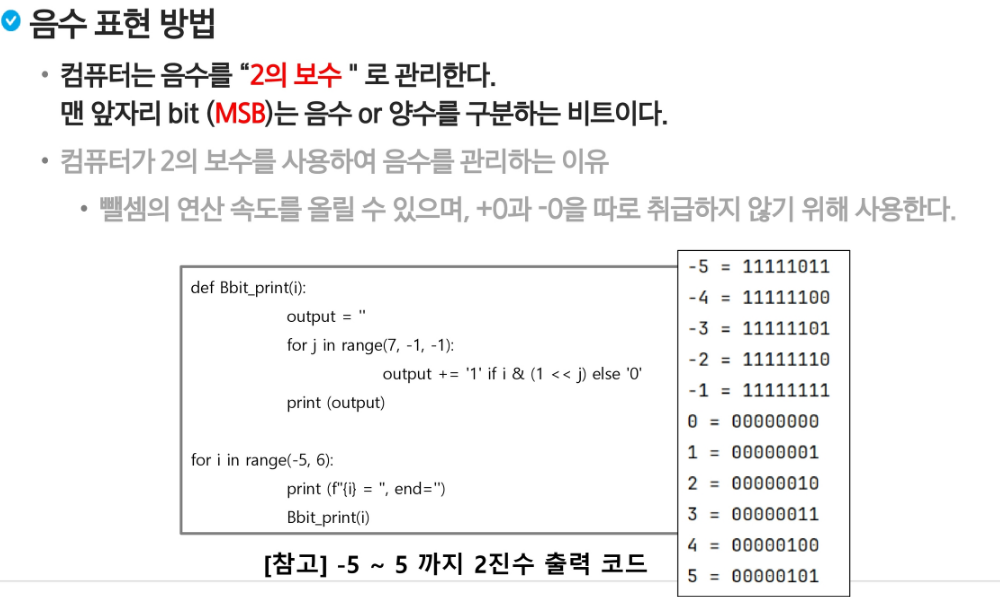 음수 표현 방법
• 컴퓨터는 음수를 “2의 보수 " 로 관리한다.
맨 앞자리 bit (MSB)는 음수 or 양수를 구분하는 비트이다.
• 컴퓨터가 2의 보수를 사용하여 음수를 관리하는 이유
• 뺄셈의 연산 속도를 올릴 수 있으며, +0과 -0을 따로 취급하지 않기 위해 사용한다.
def Bbit_print(i):
output = ''
for j in range(7, -1, -1):
output += '1' if i & (1 << j) else '0'
print (output)
for i in range(-5, 6):
print (f"{i} = ", end='')
Bbit_print(i)
-5 = 11111011
-4 = 11111100
-3 = 11111101
-2 = 11111110
-1 = 11111111
0 = 00000000
1 = 00000001
2 = 00000010
3 = 00000011
4 = 00000100
5 = 00000101
[참고] -5 ~ 5 까지 2진수 출력 코드